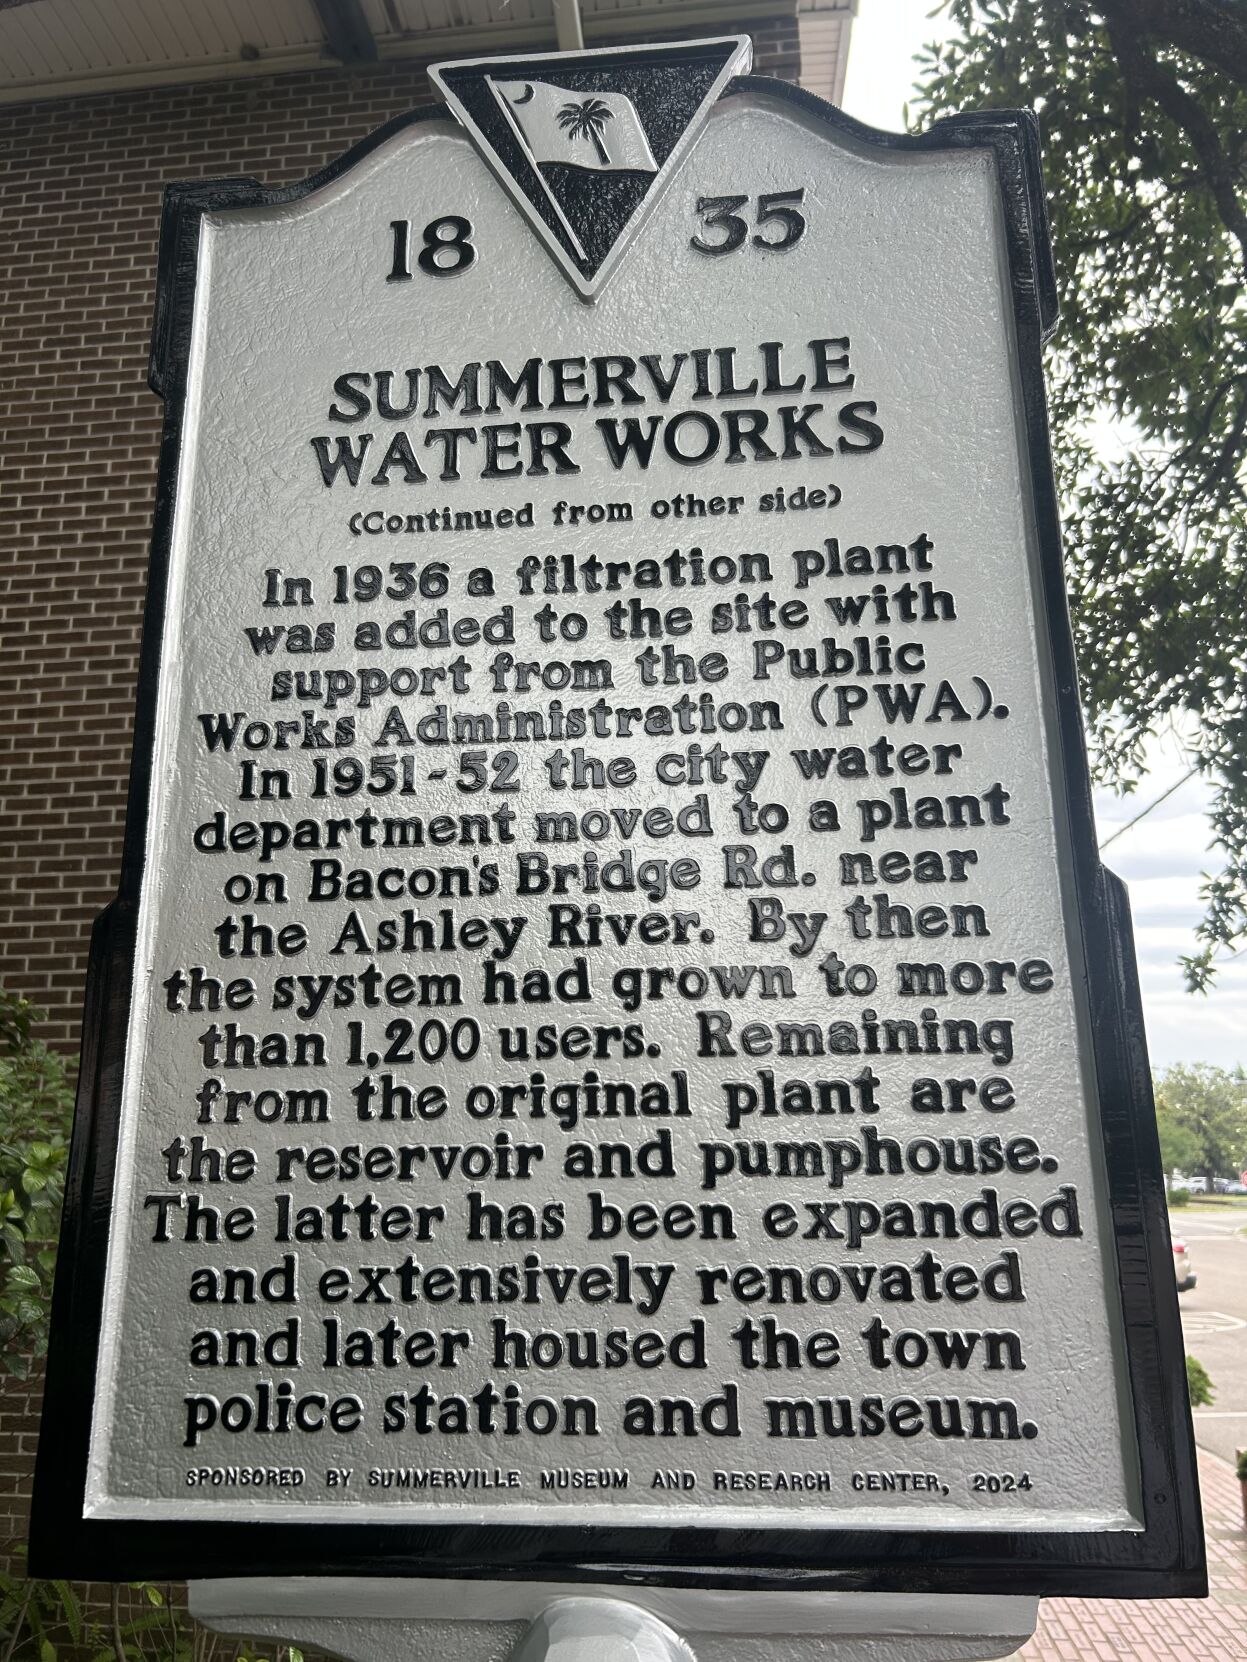 18 35
SUMMERVILLE
WATER WORKS
(Continued from other side)
In 1936 a filtration plant
was added to the site with
support from the Public
Works Administration (PWA).
In 1951-52 the city water
department moved to a plant
on Bacon's Bridge Rd. near
the Ashley River. By then
the system had grown to more
than 1,200 users. Remaining
from the original plant are
the reservoir and pumphouse.
The latter has been expanded
and extensively renovated
and later housed the town
police station and museum.
SPONSORED BY SUMMERVILLE MUSEUM AND RESEARCH CENTER, 2024